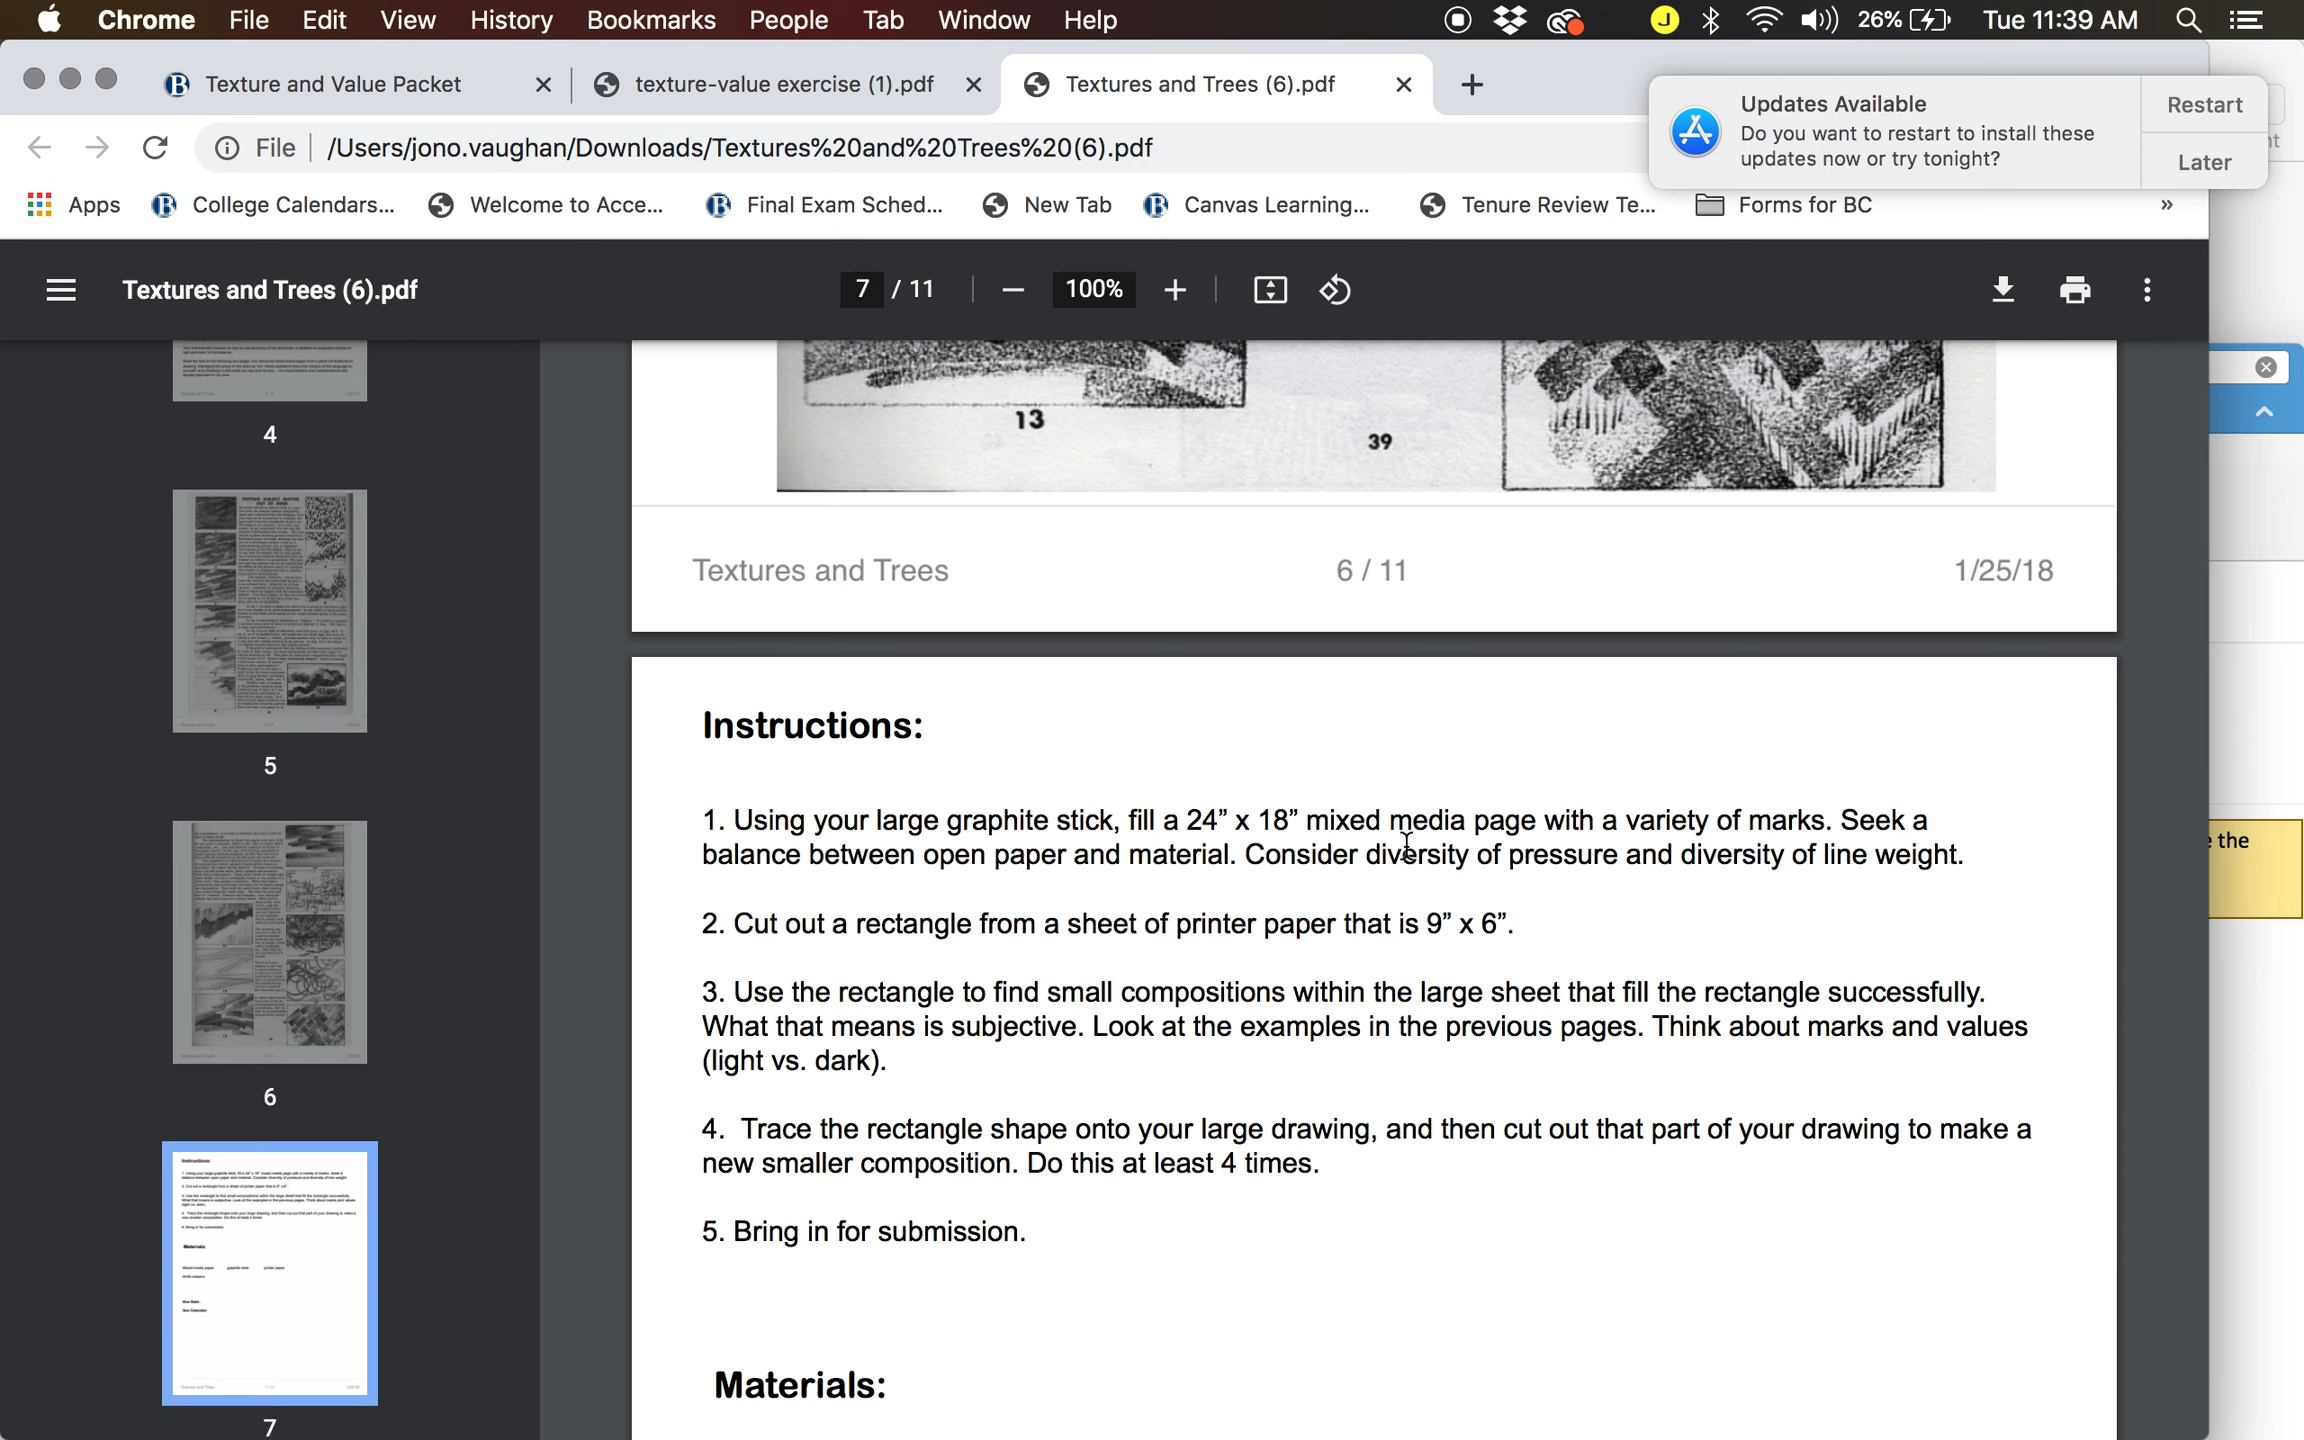 Chrome File Edit View History Bookmarks People Tab Window Help J 26% Tue 11:39 AM
Texture and Value Packet texture-value exercise (1).pdf Textures and Trees (6).pdf
Updates Available
Do you want to restart to install these
updates now or try tonight?
Restart
Later
File /Users/jono.vaughan/Downloads/Textures%20and%20Trees%20(6).pdf
Apps College Calendars... Welcome to Acce... Final Exam Sched... New Tab Canvas Learning... Tenure Review Te... Forms for BC »
Textures and Trees (6).pdf 7 / 11 100%
4
5
6
7
13
39
Textures and Trees 6 / 11 1/25/18
Instructions:
1. Using your large graphite stick, fill a 24” x 18” mixed media page with a variety of marks. Seek a
balance between open paper and material. Consider diversity of pressure and diversity of line weight.
2. Cut out a rectangle from a sheet of printer paper that is 9” x 6”.
3. Use the rectangle to find small compositions within the large sheet that fill the rectangle successfully.
What that means is subjective. Look at the examples in the previous pages. Think about marks and values
(light vs. dark).
4. Trace the rectangle shape onto your large drawing, and then cut out that part of your drawing to make a
new smaller composition. Do this at least 4 times.
5. Bring in for submission.
Materials:
the